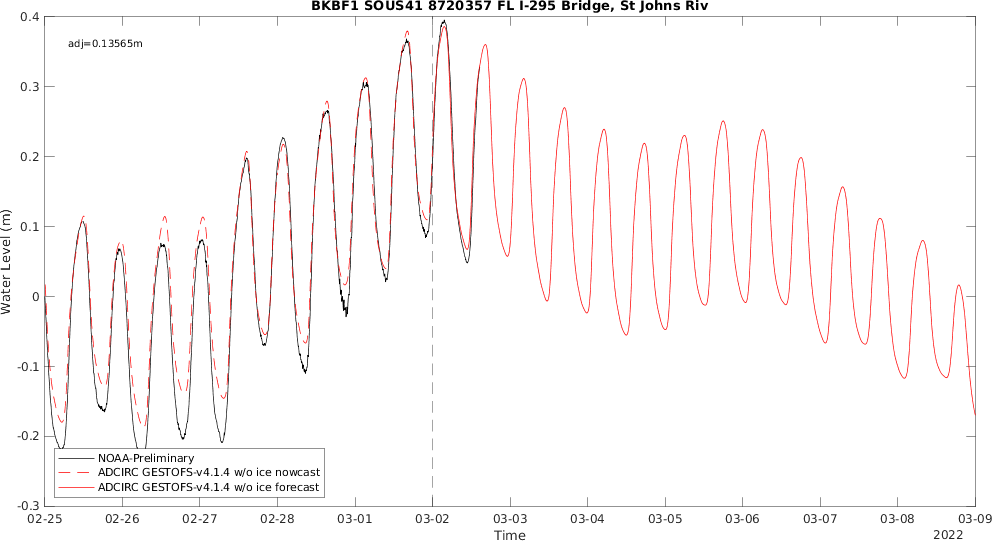 BKBF1 SOUS41 8720357 FL I-295 Bridge, St Johns Riv
adj=0.13565m
0.4
0.3
0.2
0.1
0
-0.1
-0.2
-0.3
Water Level (m)
NOAA-Preliminary
ADCIRC GESTOFS-v4.1.4 w/o ice nowcast
ADCIRC GESTOFS-v4.1.4 w/o ice forecast
02-25 02-26 02-27 02-28 03-01 03-02 03-03 03-04 03-05 03-06 03-07 03-08 03-09
Time
2022